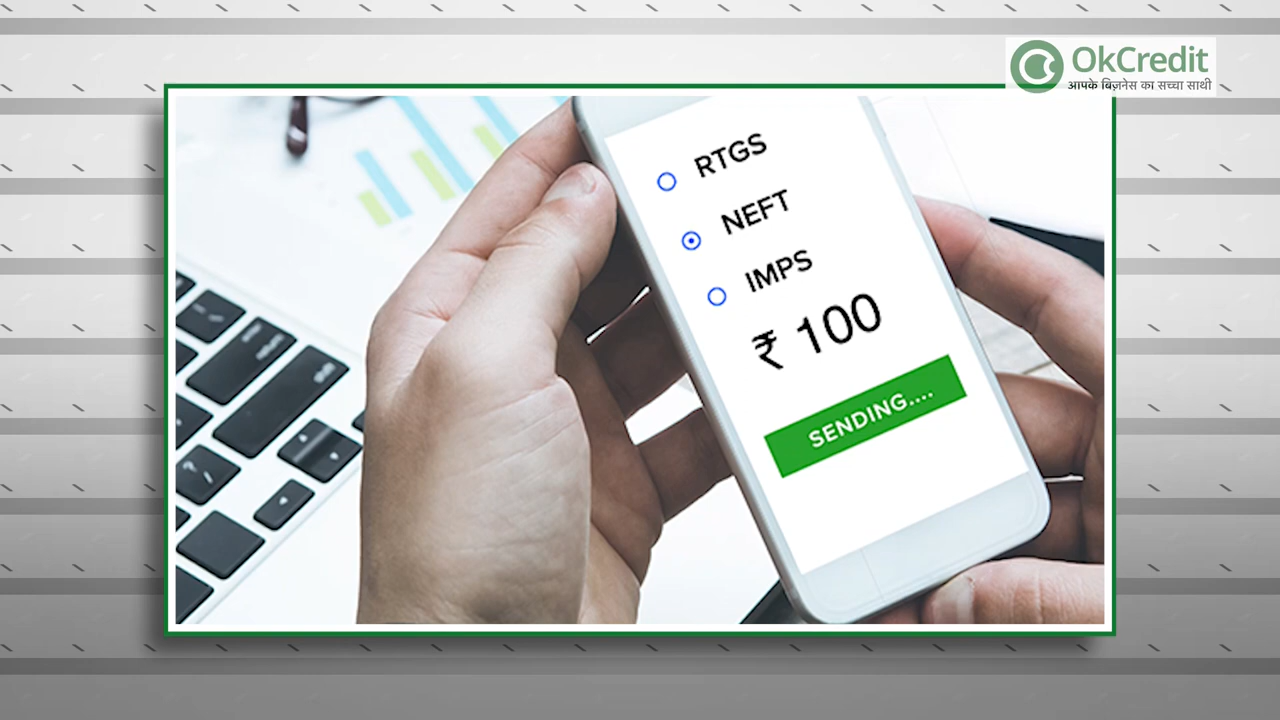 OkCredit
आपके बिज़नेस का सच्चा साथी
RTGS
NEFT
IMPS
₹ 100
SENDING....